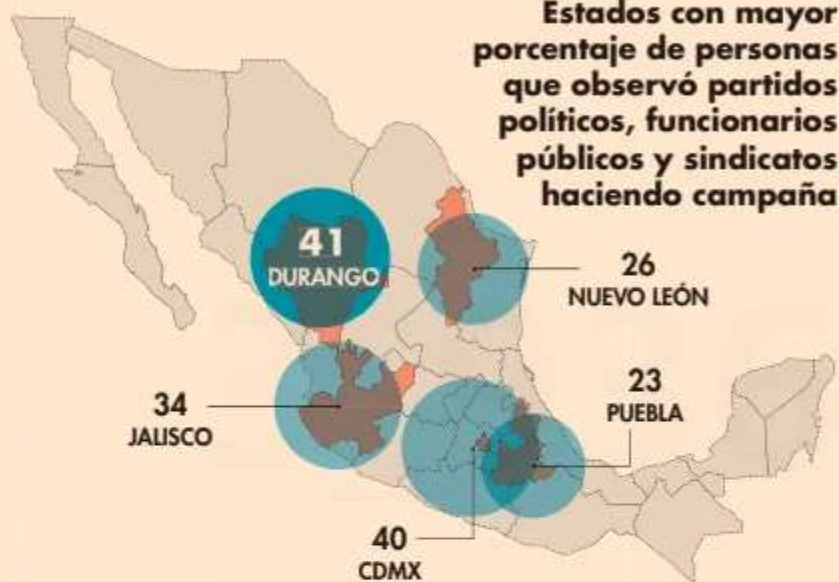 Estados con mayor
porcentaje de personas
que observó partidos
políticos, funcionarios
públicos y sindicatos
haciendo campaña
41
DURANGO
26
NUEVO LEÓN
34
JALISCO
23
PUEBLA
40
CDMX